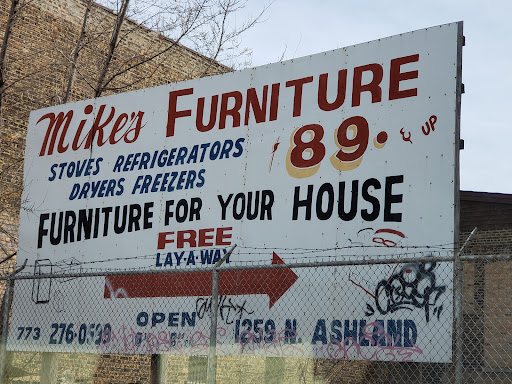 Mike's FURNITURE
STOVES REFRIGERATORS
DRYERS FREEZERS
$89. & UP
FURNITURE FOR YOUR HOUSE
FREE
LAY-A-WAY
OPEN
773 276-0599
1259 N. ASHLAND